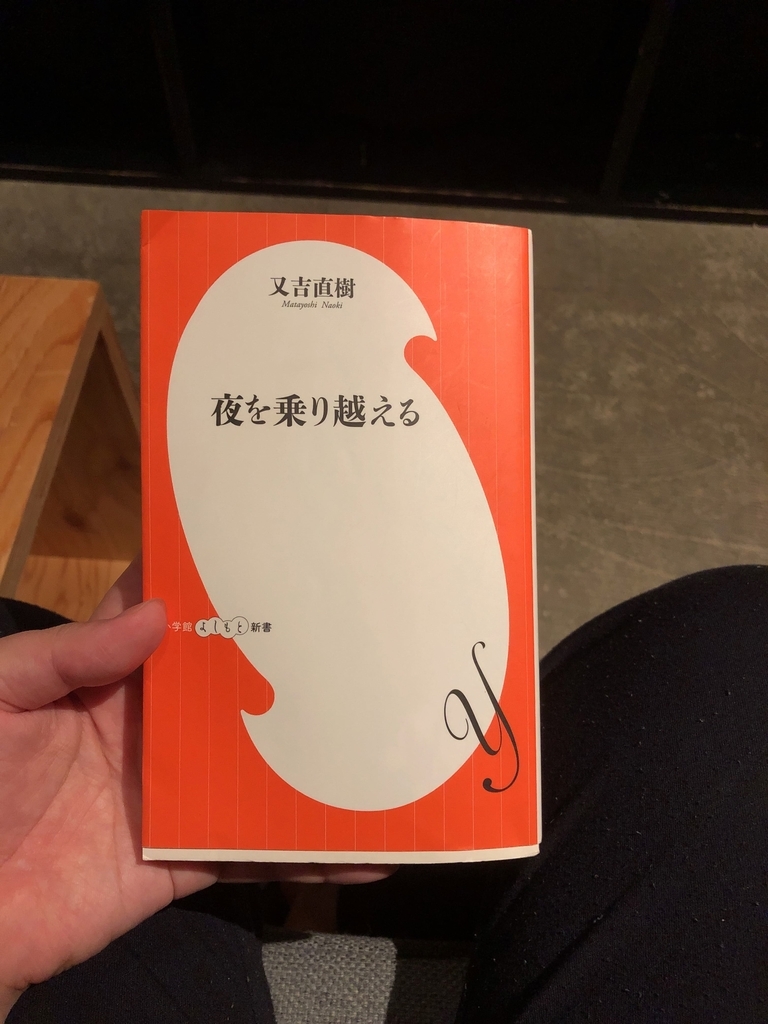 又吉直樹
Matayoshi Naoki
夜を乗り越える
小学館よしもと新書
y